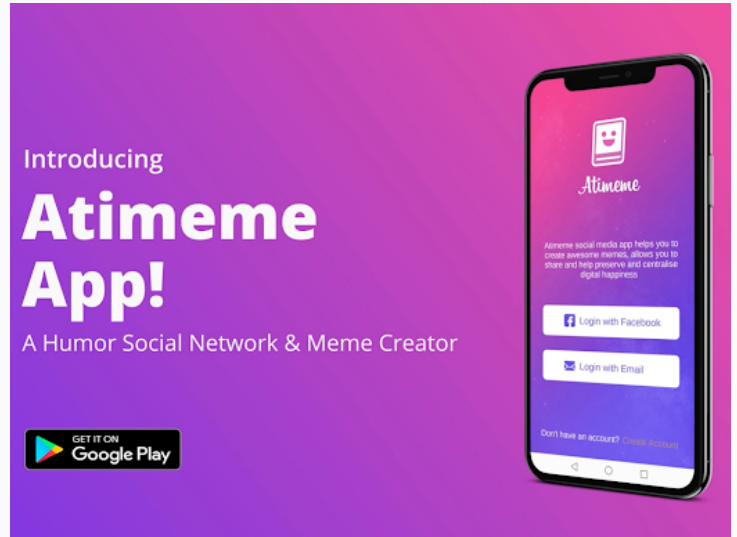 Introducing
Atimeme
App!
A Humor Social Network & Meme Creator
GET IT ON
Google Play
Atimeme
Atimeme social media app helps you to
create awesome memes, allows you to
share and help preserve and centralise
digital happiness
Login with Facebook
Login with Email
Don't have an account? Create Account